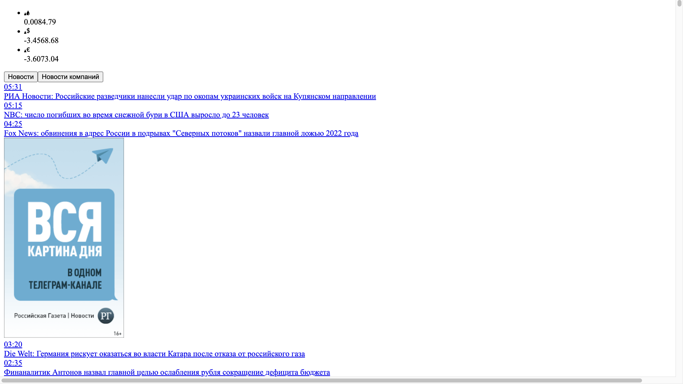 0.0084.79
$
-3.4568.68
€
-3.6073.04
Новости Новости компаний
05:31
РИА Новости: Российские разведчики нанесли удар по окопам украинских войск на Купянском направлении
05:15
NBC: число погибших во время снежной бури в США выросло до 23 человек
04:25
Fox News: обвинения в адрес России в подрывах "Северных потоков" назвали главной ложью 2022 года
ВСЯ
КАРТИНА ДНЯ
В ОДНОМ
ТЕЛЕГРАМ-КАНАЛЕ
Российская Газета | Новости РГ
16+
03:20
Die Welt: Германия рискует оказаться во власти Катара после отказа от российского газа
02:35
Финаналитик Антонов назвал главной целью ослабления рубля сокращение дефицита бюджета